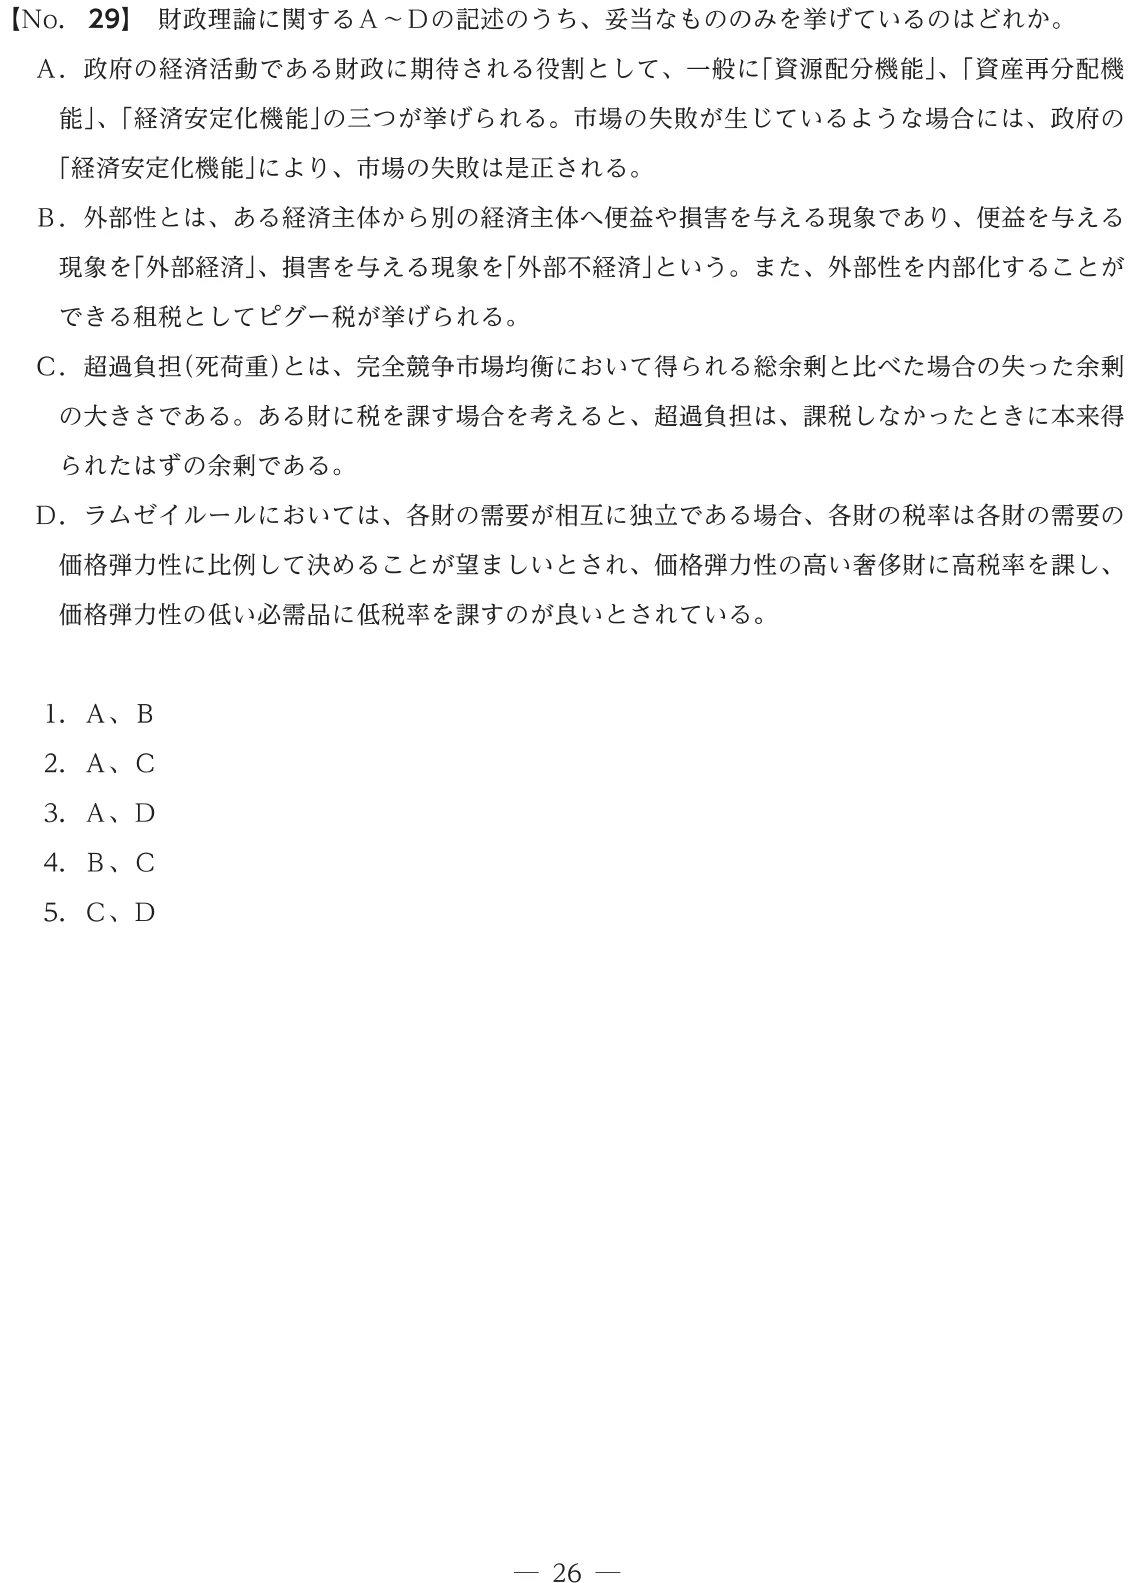 【No. 29】 財政理論に関するA～Dの記述のうち、妥当なもののみを挙げているのはどれか。
A．政府の経済活動である財政に期待される役割として、一般に「資源配分機能」、「資産再分配機
能」、「経済安定化機能」の三つが挙げられる。市場の失敗が生じているような場合には、政府の
「経済安定化機能」により、市場の失敗は是正される。
B．外部性とは、ある経済主体から別の経済主体へ便益や損害を与える現象であり、便益を与える
現象を「外部経済」、損害を与える現象を「外部不経済」という。また、外部性を内部化することが
できる租税としてピグー税が挙げられる。
C．超過負担(死荷重)とは、完全競争市場均衡において得られる総余剰と比べた場合の失った余剰
の大きさである。ある財に税を課す場合を考えると、超過負担は、課税しなかったときに本来得
られたはずの余剰である。
D．ラムゼイルールにおいては、各財の需要が相互に独立である場合、各財の税率は各財の需要の
価格弾力性に比例して決めることが望ましいとされ、価格弾力性の高い奢侈財に高税率を課し、
価格弾力性の低い必需品に低税率を課すのが良いとされている。
1．A、B
2．A、C
3．A、D
4．B、C
5．C、D
— 26 —